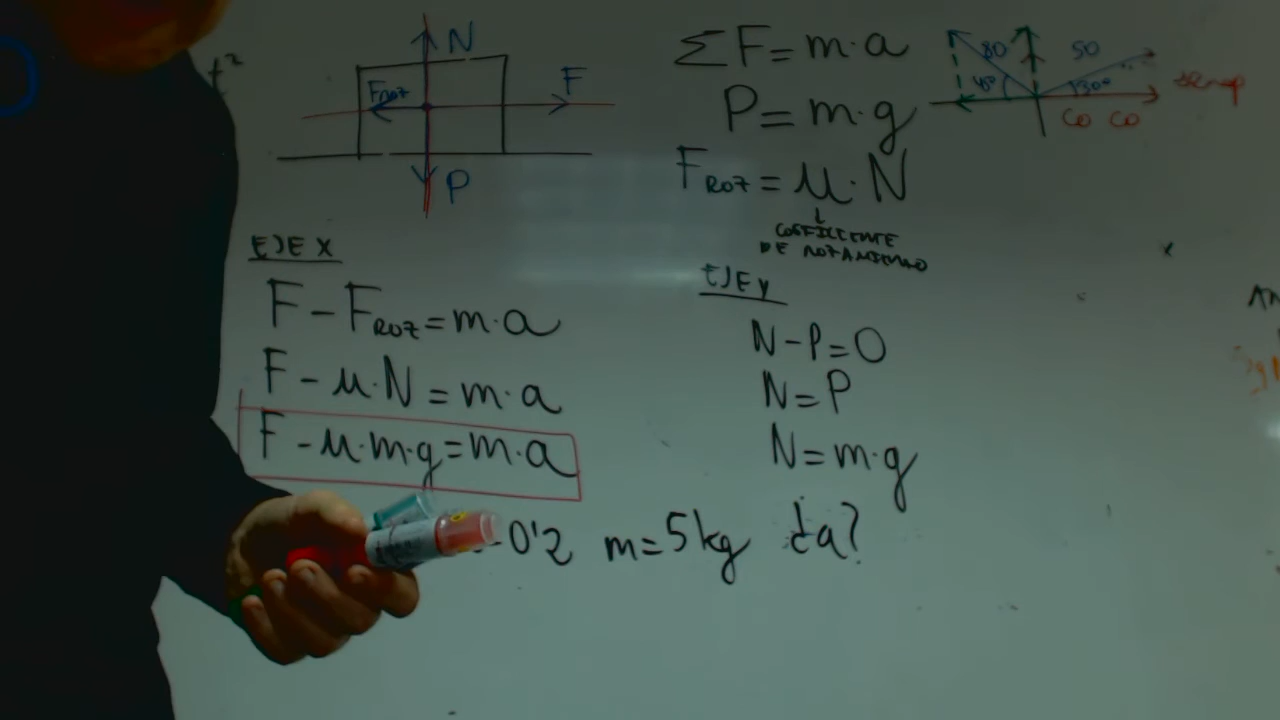 t²
N
F
FROZ
P
ΣF=m·a
P=m·g
FROZ=μ·N
COEFICIENTE
DE ROZAMIENTO
80
50
45°
30°
CO CO
EJE X
F-FROZ=m·a
F-μ·N=m·a
F-μ·m·g=m·a
EJE Y
N-P=0
N=P
N=m·g
=0,2 m=5kg ¿a?